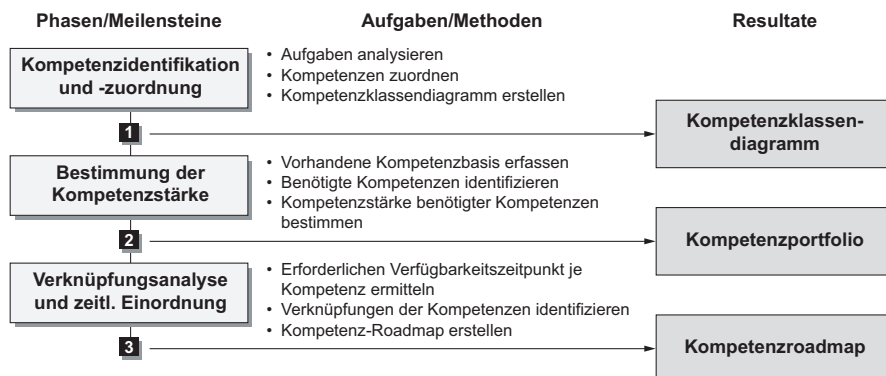 Phasen/Meilensteine
Aufgaben/Methoden
Resultate
Kompetenzidentifikation
und -zuordnung
• Aufgaben analysieren
• Kompetenzen zuordnen
• Kompetenzklassendiagramm erstellen
1
Kompetenzklassen-
diagramm
Bestimmung der
Kompetenzstärke
• Vorhandene Kompetenzbasis erfassen
• Benötigte Kompetenzen identifizieren
• Kompetenzstärke benötigter Kompetenzen
bestimmen
2
Kompetenzportfolio
Verknüpfungsanalyse
und zeitl. Einordnung
• Erforderlichen Verfügbarkeitszeitpunkt je
Kompetenz ermitteln
• Verknüpfungen der Kompetenzen identifizieren
• Kompetenz-Roadmap erstellen
3
Kompetenzroadmap